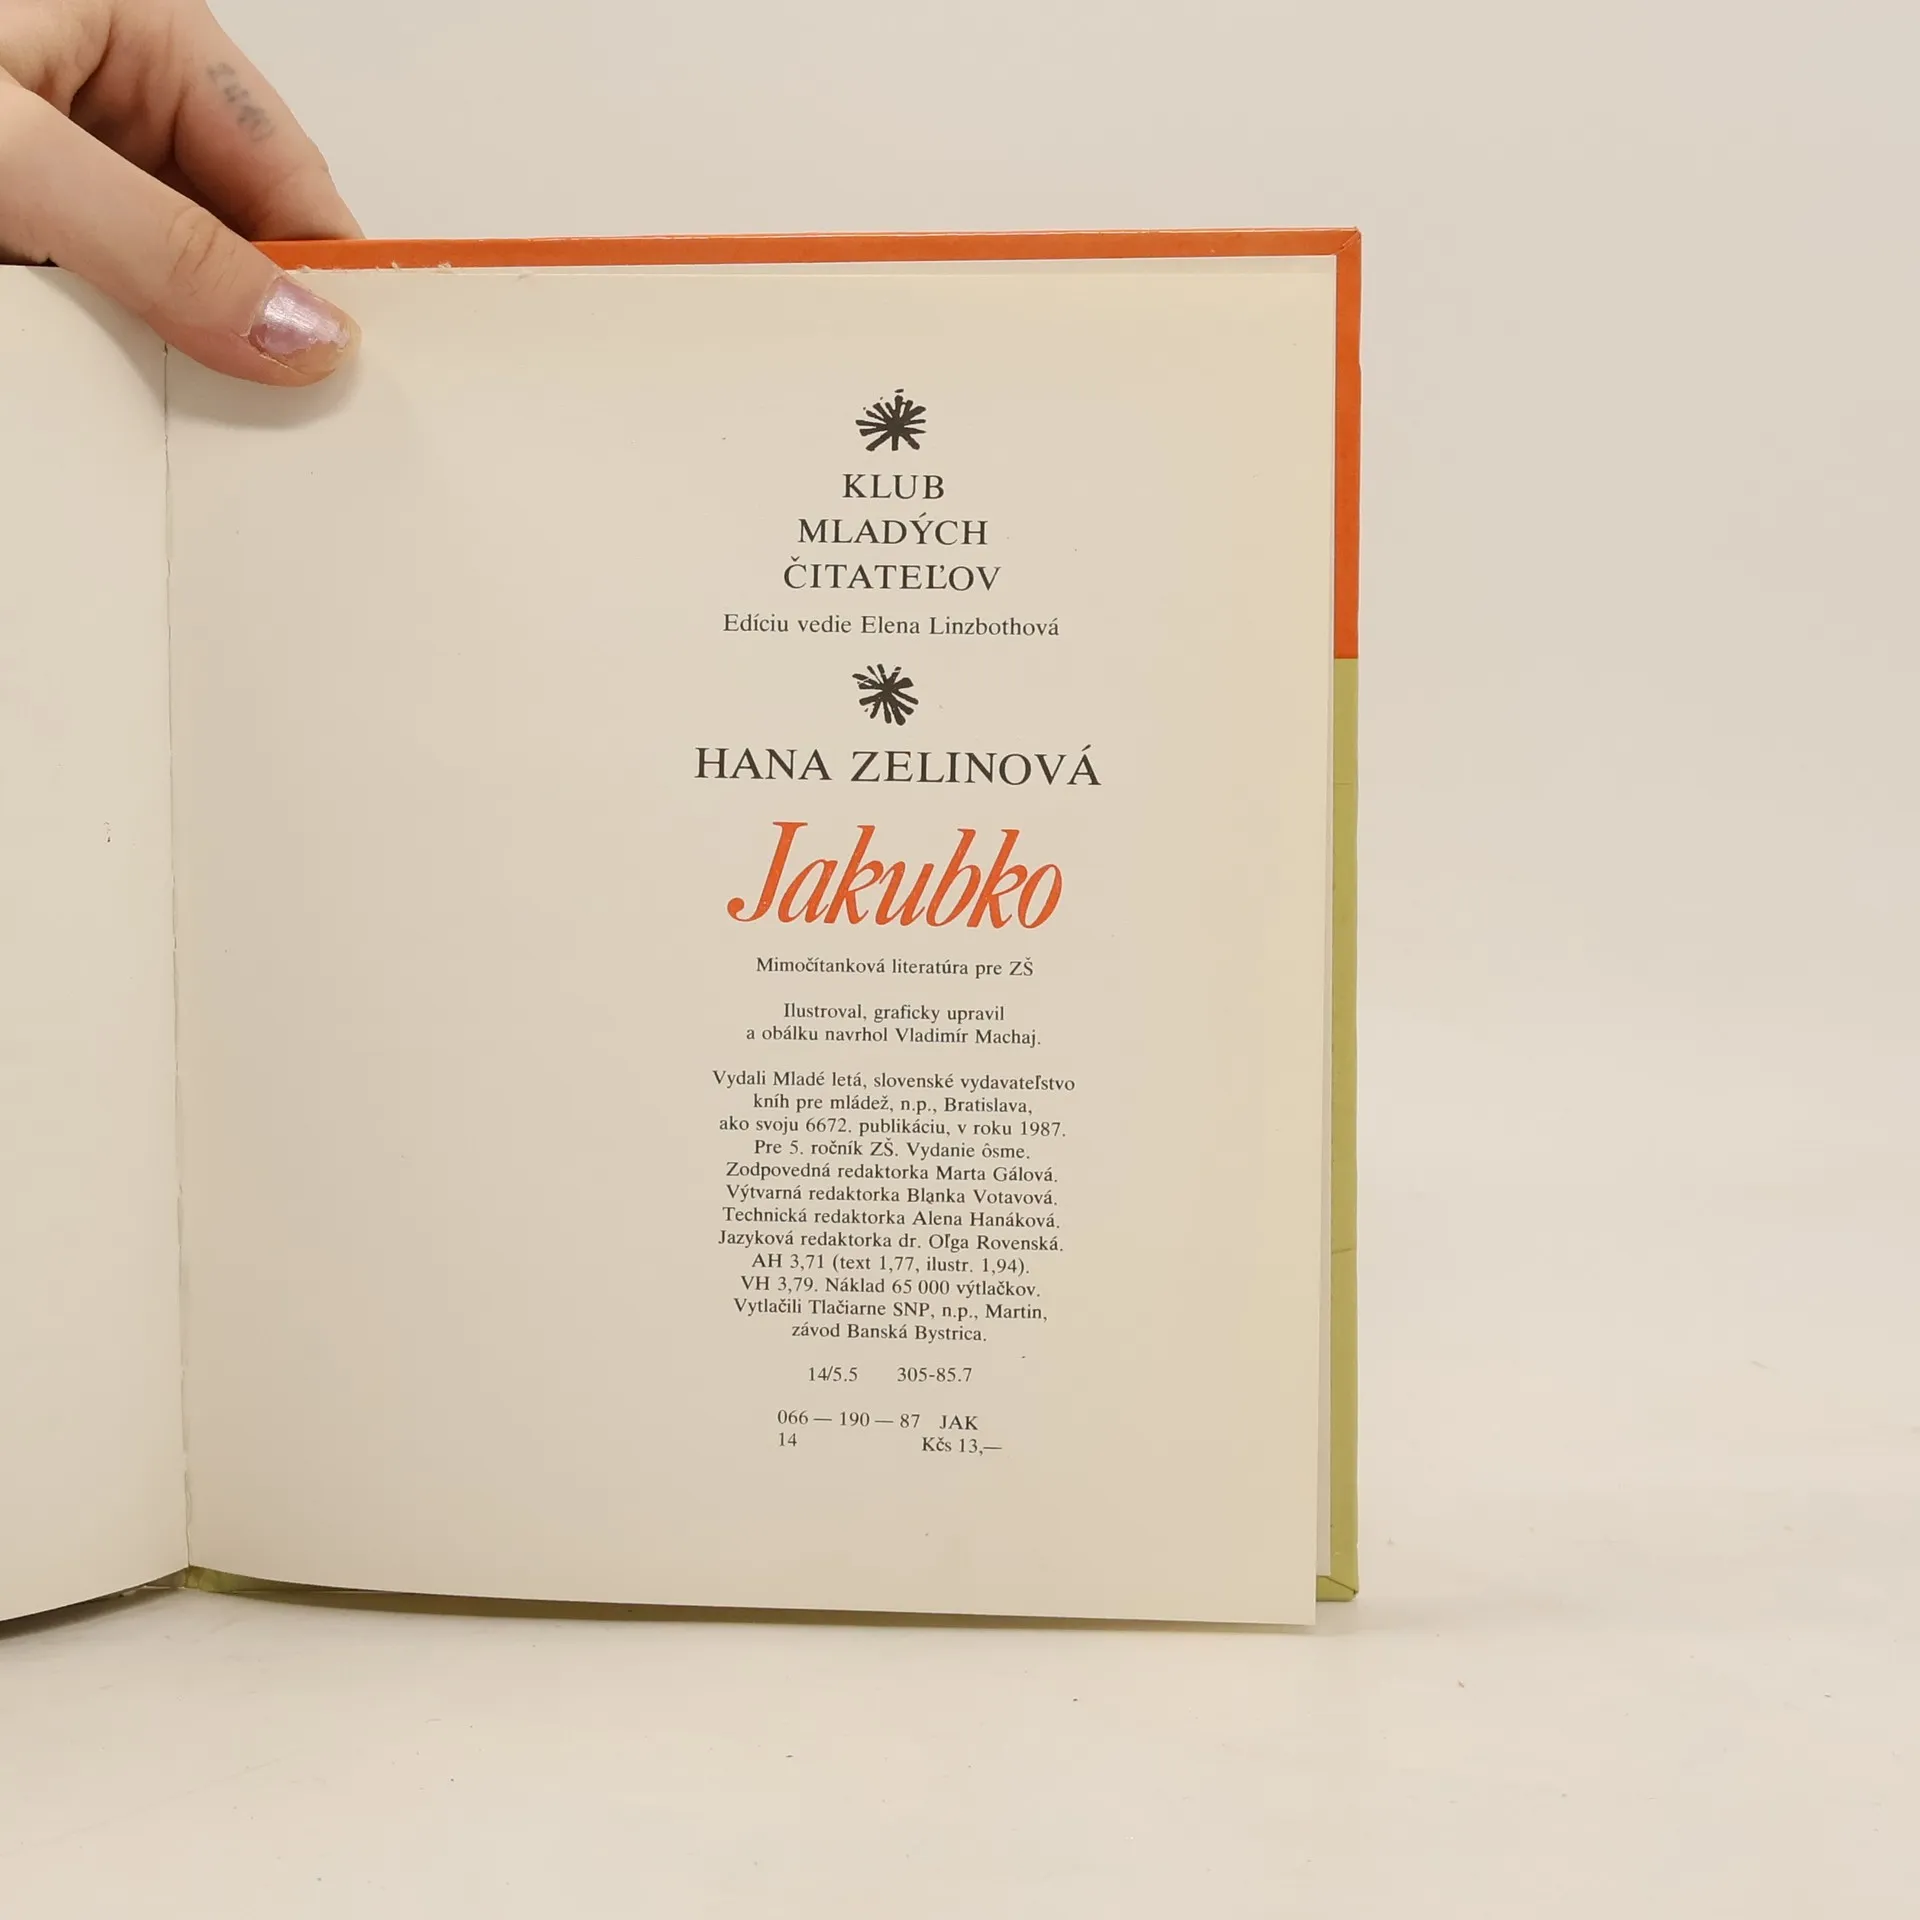 KLUB
MLADÝCH
ČITATEĽOV
Edíciu vedie Elena Linzbothová
HANA ZELINOVÁ
Jakubko
Mimočítanková literatúra pre ZŠ
Ilustroval, graficky upravil
a obálku navrhol Vladimír Machaj.
Vydali Mladé letá, slovenské vydavateľstvo
kníh pre mládež, n.p., Bratislava,
ako svoju 6672. publikáciu, v roku 1987.
Pre 5. ročník ZŠ. Vydanie ôsme.
Zodpovedná redaktorka Marta Gálová.
Výtvarná redaktorka Blanka Votavová.
Technická redaktorka Alena Hanáková.
Jazyková redaktorka dr. Oľga Rovenská.
AH 3,71 (text 1,77, ilustr. 1,94).
VH 3,79. Náklad 65 000 výtlačkov.
Vytlačili Tlačiarne SNP, n.p., Martin,
závod Banská Bystrica.
14/5.5 305-85.7
066 — 190 — 87 JAK
14 Kčs 13,—